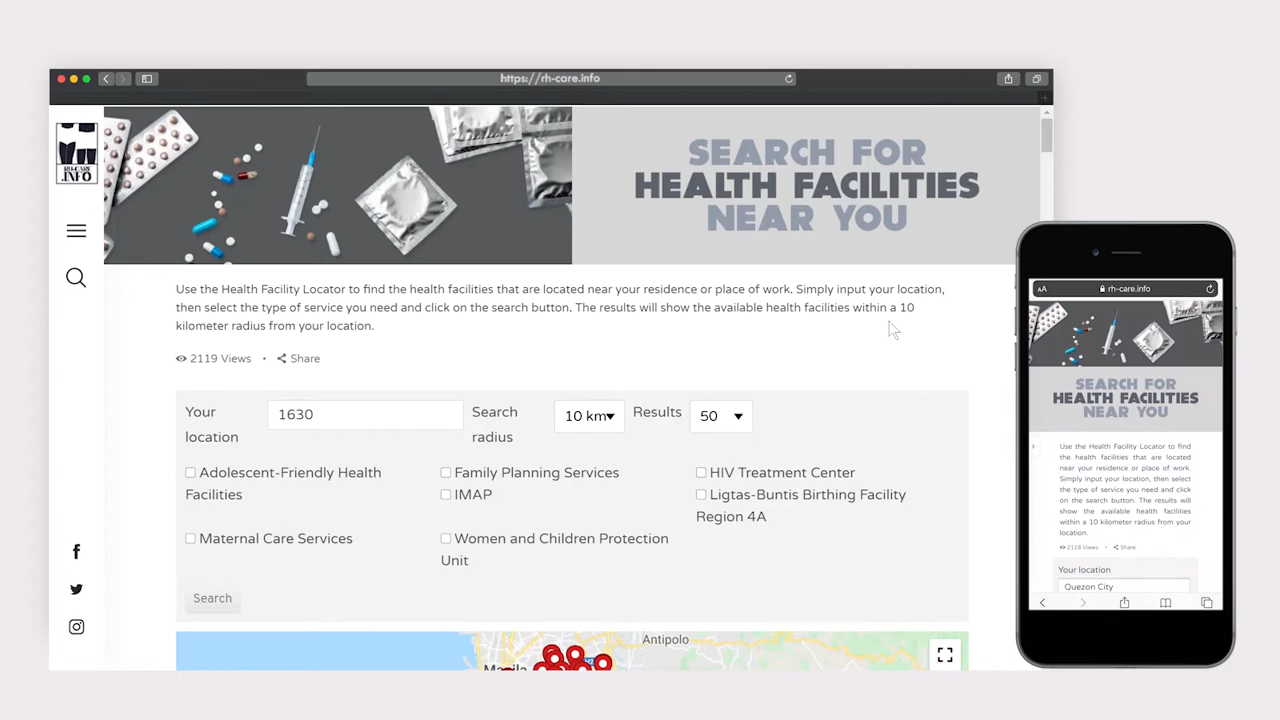 https://rh-care.info
RH-CARE
.INFO
SEARCH FOR
HEALTH FACILITIES
NEAR YOU
Use the Health Facility Locator to find the health facilities that are located near your residence or place of work. Simply input your location,
then select the type of service you need and click on the search button. The results will show the available health facilities within a 10
kilometer radius from your location.
2119 Views • Share
Your location 1630 Search radius 10 km Results 50
Adolescent-Friendly Health Facilities
Family Planning Services
HIV Treatment Center
IMAP
Ligtas-Buntis Birthing Facility Region 4A
Maternal Care Services
Women and Children Protection Unit
Search
Antipolo
Manila
AA rh-care.info
SEARCH FOR
HEALTH FACILITIES
NEAR YOU
Use the Health Facility Locator to find
the health facilities that are located
near your residence or place of work.
Simply input your location, then select
the type of service you need and click
on the search button. The results will
show the available health facilities
within a 10 kilometer radius from your
location.
2118 Views • Share
Your location
Quezon City